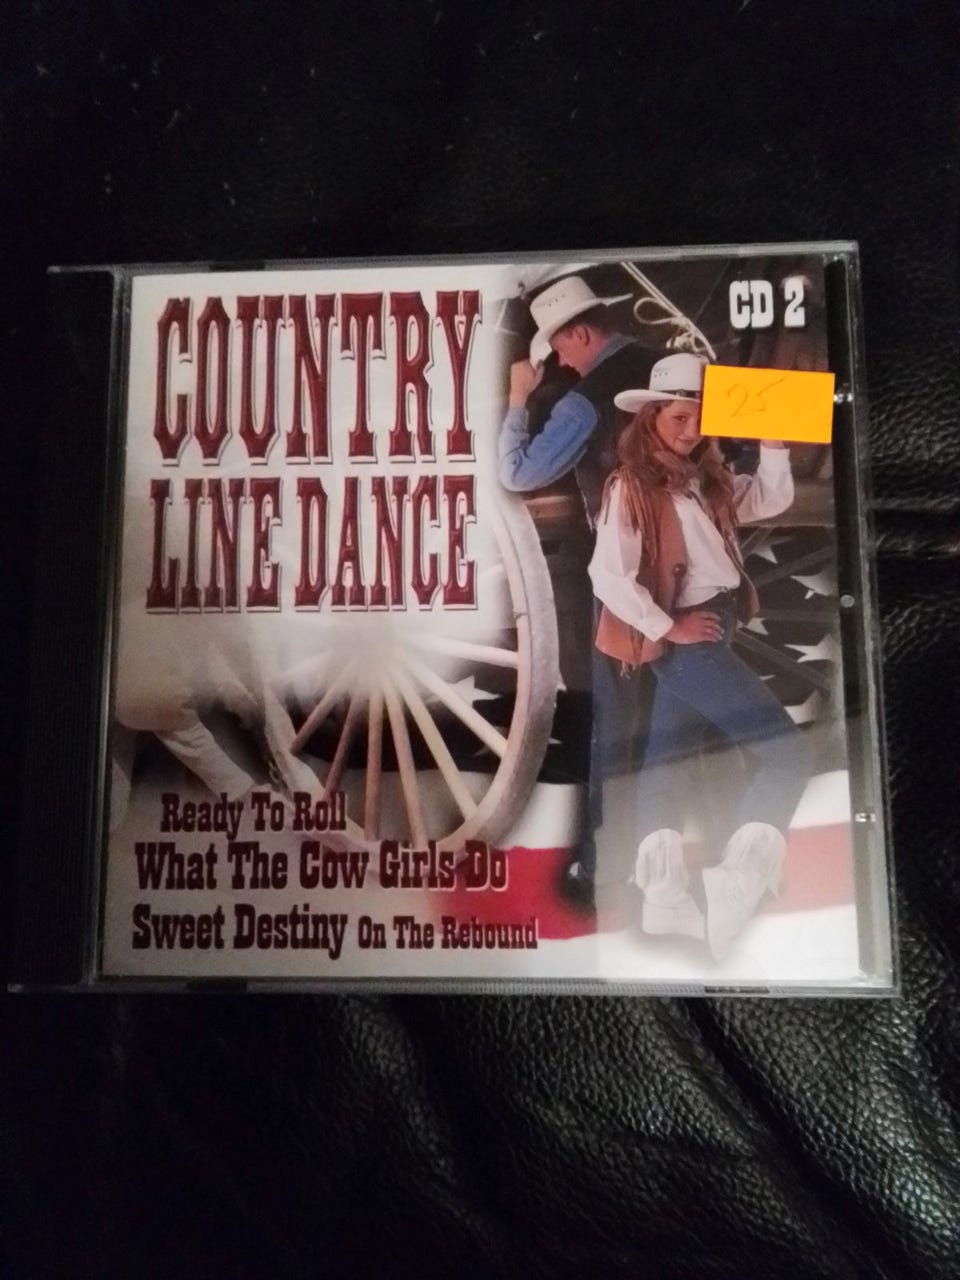 COUNTRY
LINE DANCE
CD 2
25
Ready To Roll
What The Cow Girls Do
Sweet Destiny On The Rebound